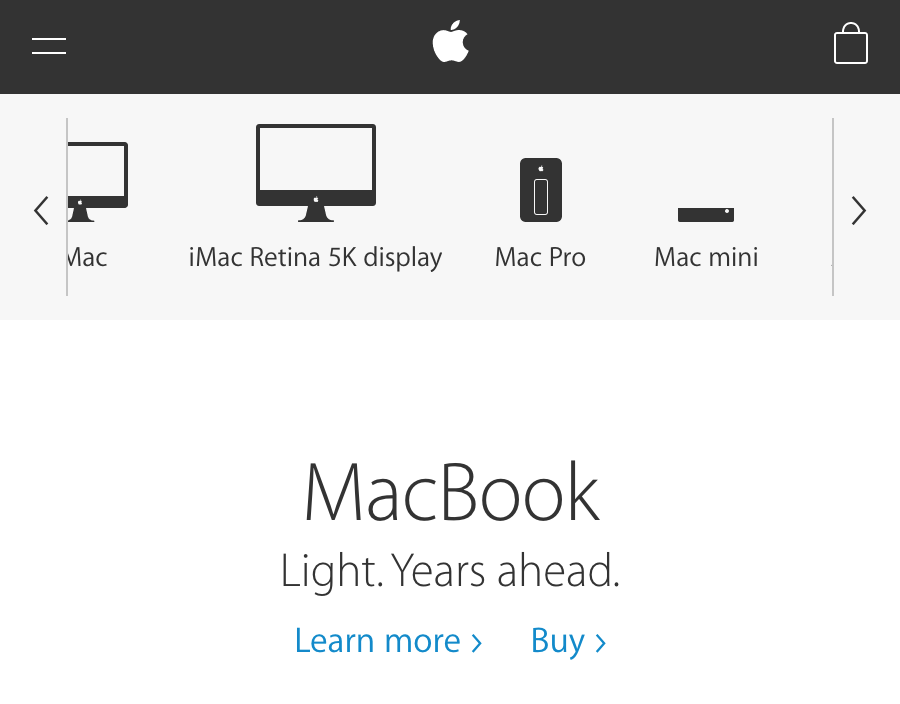 Mac
iMac Retina 5K display
Mac Pro
Mac mini
MacBook
Light. Years ahead.
Learn more ›
Buy ›